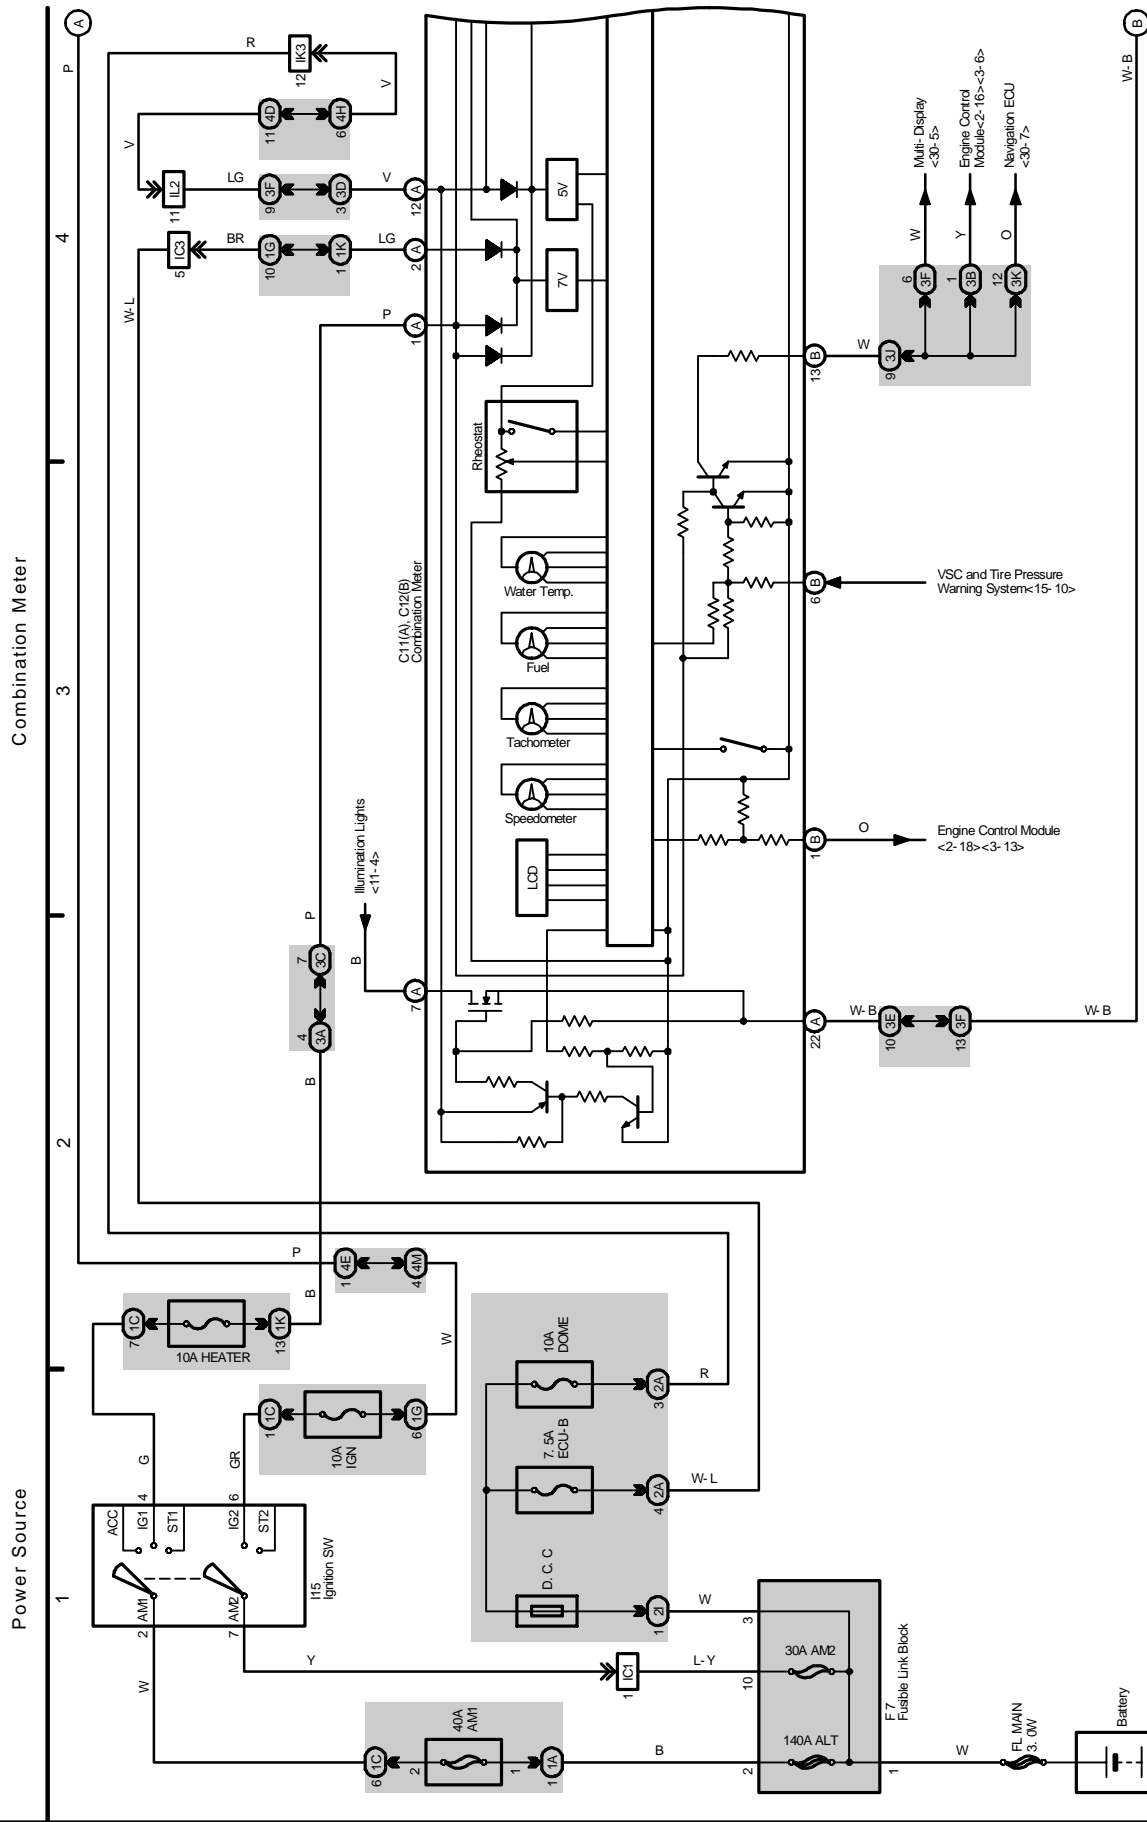 Power Source
Combination Meter
1
2
3
4
A
P
R
IK3
12
V
11
4D
4H
6
V
V
IL2
11
LG
9
3F
3D
3
V
12
A
IC3
5
BR
10
1G
1K
1
LG
2
A
W-L
P
1
A
5V
7V
Rheostat
C11(A), C12(B)
Combination Meter
Water Temp.
Fuel
Tachometer
Speedometer
LCD
Illumination Lights
<11-4>
B
7
A
P
7
3C
4
3A
B
13
B
W
9
3J
6
3F
W
Multi-Display
<30-5>
1
3B
Y
Engine Control
Module<2-16><3-6>
12
3K
O
Navigation ECU
<30-7>
6
B
VSC and Tire Pressure
Warning System<15-10>
1
B
O
Engine Control Module
<2-18><3-13>
22
A
W-B
10
3E
13
3F
W-B
W-B
B
P
1
4E
4
4M
W
B
7
1C
10A HEATER
13
1K
1
1C
10A
IGN
6
1G
G
GR
ACC
IG1
4
ST1
IG2
6
ST2
2
AM1
7
AM2
I15
Ignition SW
W
Y
1
IC1
L-Y
10A
DOME
3
2A
R
7. 5A
ECU-B
4
2A
W-L
D. C. C
1
2I
W
3
30A AM2
10
140A ALT
2
F 7
Fusible Link Block
1
6
1C
2
40A
AM1
1
1
1A
B
W
FL MAIN
3. 0W
Battery